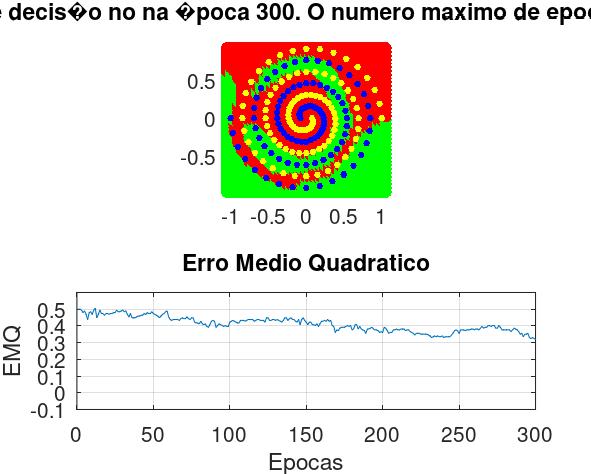 e decis�o no na �poca 300. O numero maximo de epoc
0.5
0
-0.5
-1 -0.5 0 0.5 1
Erro Medio Quadratico
EMQ
0.5
0.4
0.3
0.2
0.1
0
-0.1
0 50 100 150 200 250 300
Epocas